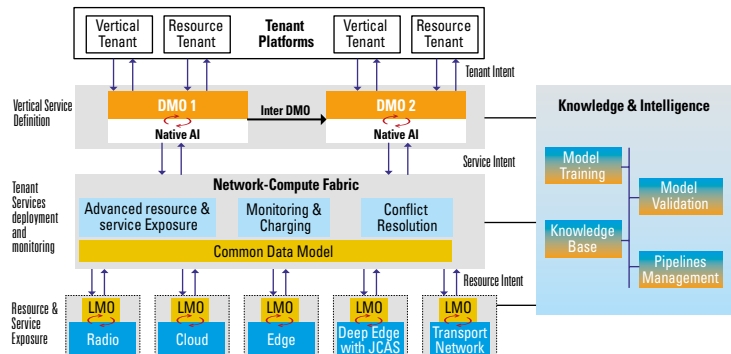 Vertical Tenant
Resource Tenant
Tenant Platforms
Vertical Tenant
Resource Tenant
Tenant Intent
Vertical Service Definition
DMO 1
Native AI
Inter DMO
DMO 2
Native AI
Service Intent
Knowledge & Intelligence
Model Training
Model Validation
Knowledge Base
Pipelines Management
Tenant Services deployment and monitoring
Network-Compute Fabric
Advanced resource & service Exposure
Monitoring & Charging
Conflict Resolution
Common Data Model
Resource Intent
Resource & Service Exposure
LMO
Radio
LMO
Cloud
LMO
Edge
LMO
Deep Edge with JCAS
LMO
Transport Network